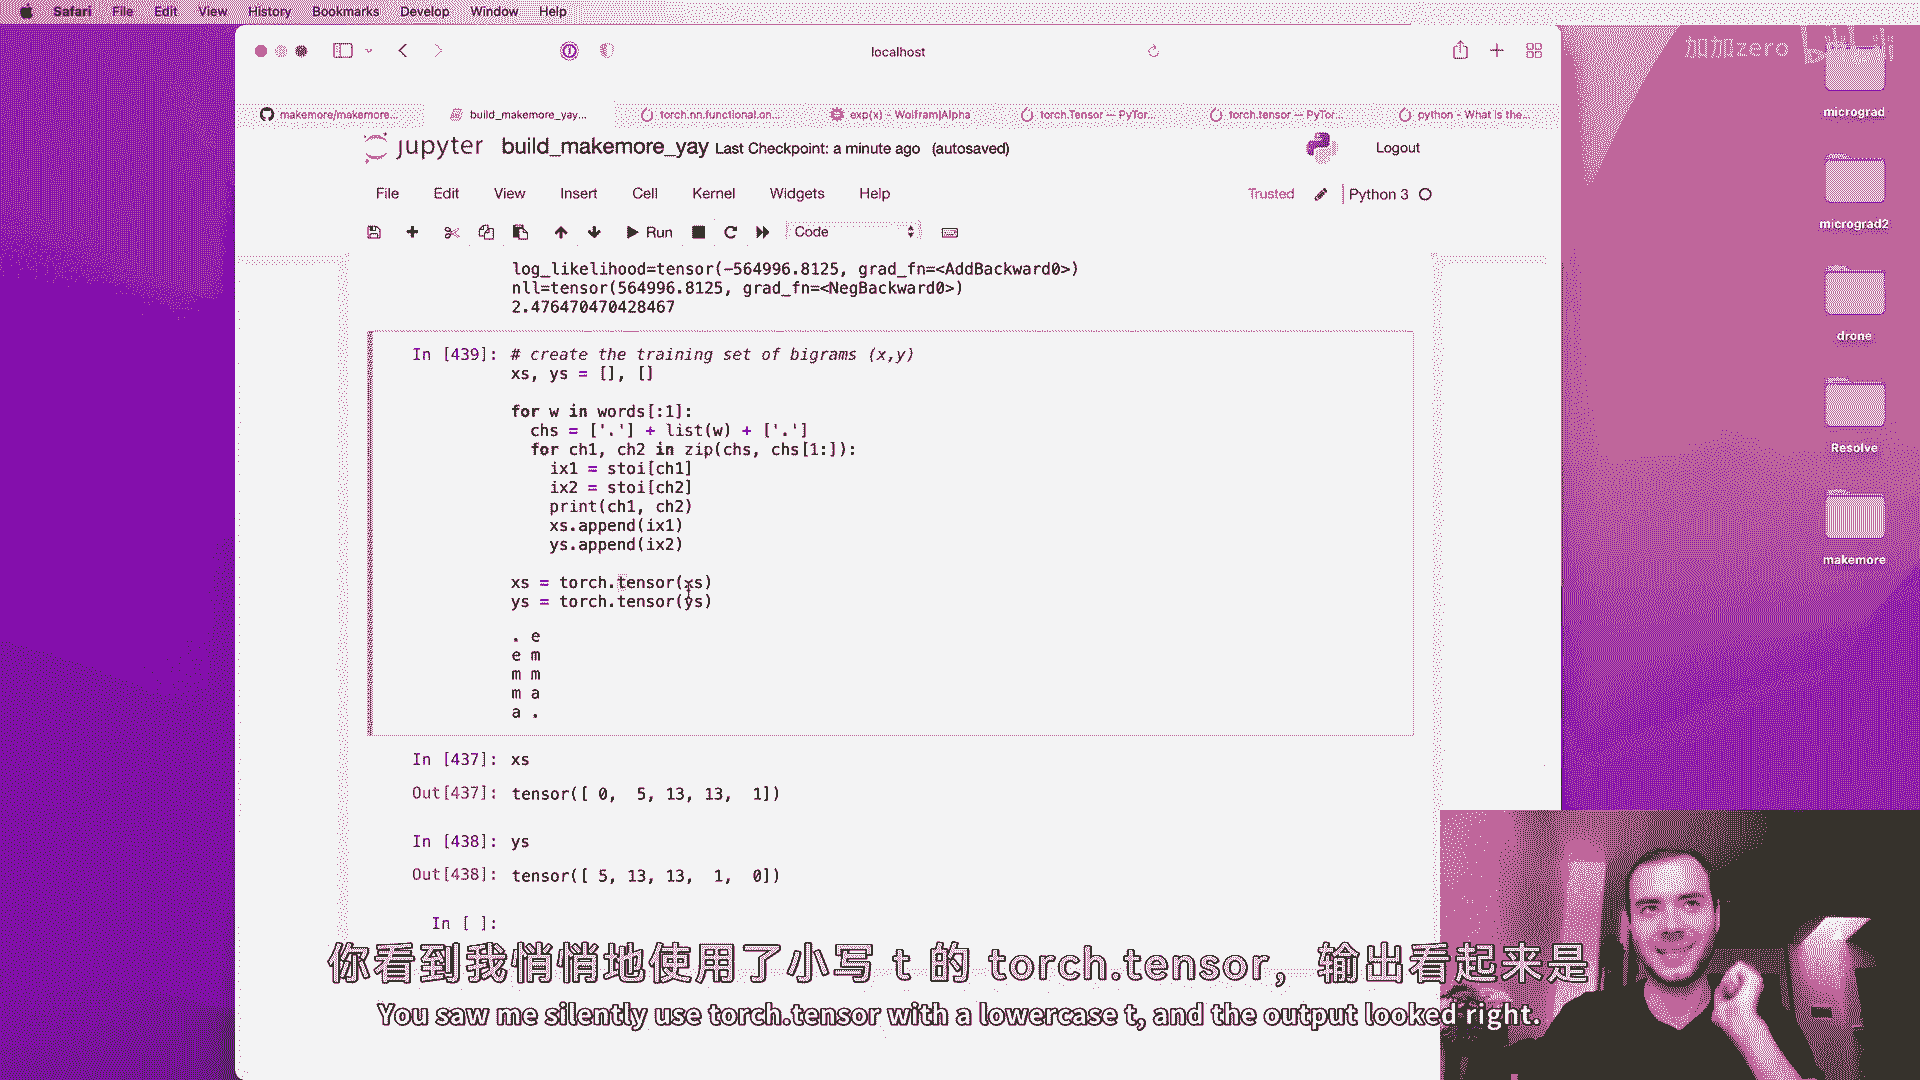 Safari File Edit View History Bookmarks Develop Window Help
localhost
加加zero
makemore/makemore... build_makemore_yay... torch.nn.functional.on... exp(x) - Wolfram|Alpha torch.Tensor — PyTor... torch.tensor — PyTor... python - What is the...
micrograd
jupyter build_makemore_yay Last Checkpoint: a minute ago (autosaved)
Logout
File Edit View Insert Cell Kernel Widgets Help
Trusted Python 3
micrograd2
Run Code
log_likelihood=tensor(-564996.8125, grad_fn=<AddBackward0>)
nll=tensor(564996.8125, grad_fn=<NegBackward0>)
2.476470470428467
drone
In [439]: # create the training set of bigrams (x,y)
xs, ys = [], []
for w in words[:1]:
chs = ['.'] + list(w) + ['.']
for ch1, ch2 in zip(chs, chs[1:]):
Resolve
ix1 = stoi[ch1]
ix2 = stoi[ch2]
print(ch1, ch2)
xs.append(ix1)
ys.append(ix2)
makemore
xs = torch.tensor(xs)
ys = torch.tensor(ys)
. e
e m
m m
m a
a .
In [437]: xs
Out[437]: tensor([ 0, 5, 13, 13, 1])
In [438]: ys
Out[438]: tensor([ 5, 13, 13, 1, 0])
In [ ]:
你看到我悄悄地使用了小写 t 的 torch.tensor，输出看起来是
You saw me silently use torch.tensor with a lowercase t, and the output looked right.